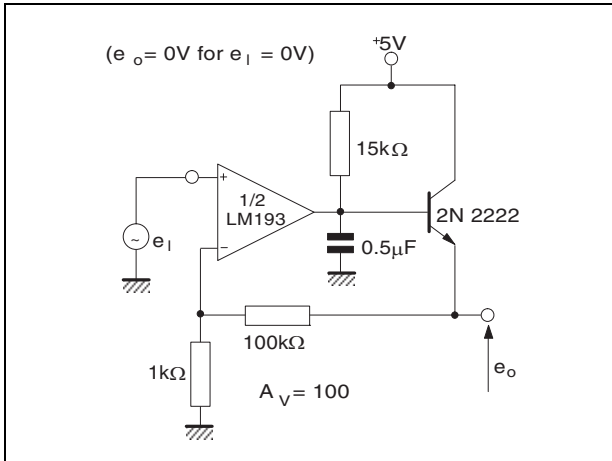 (e o = 0V for e I = 0V)
+5V
15kΩ
+
1/2
LM193
2N 2222
~
e I
−
0.5μF
100kΩ
1kΩ
A V = 100
e o